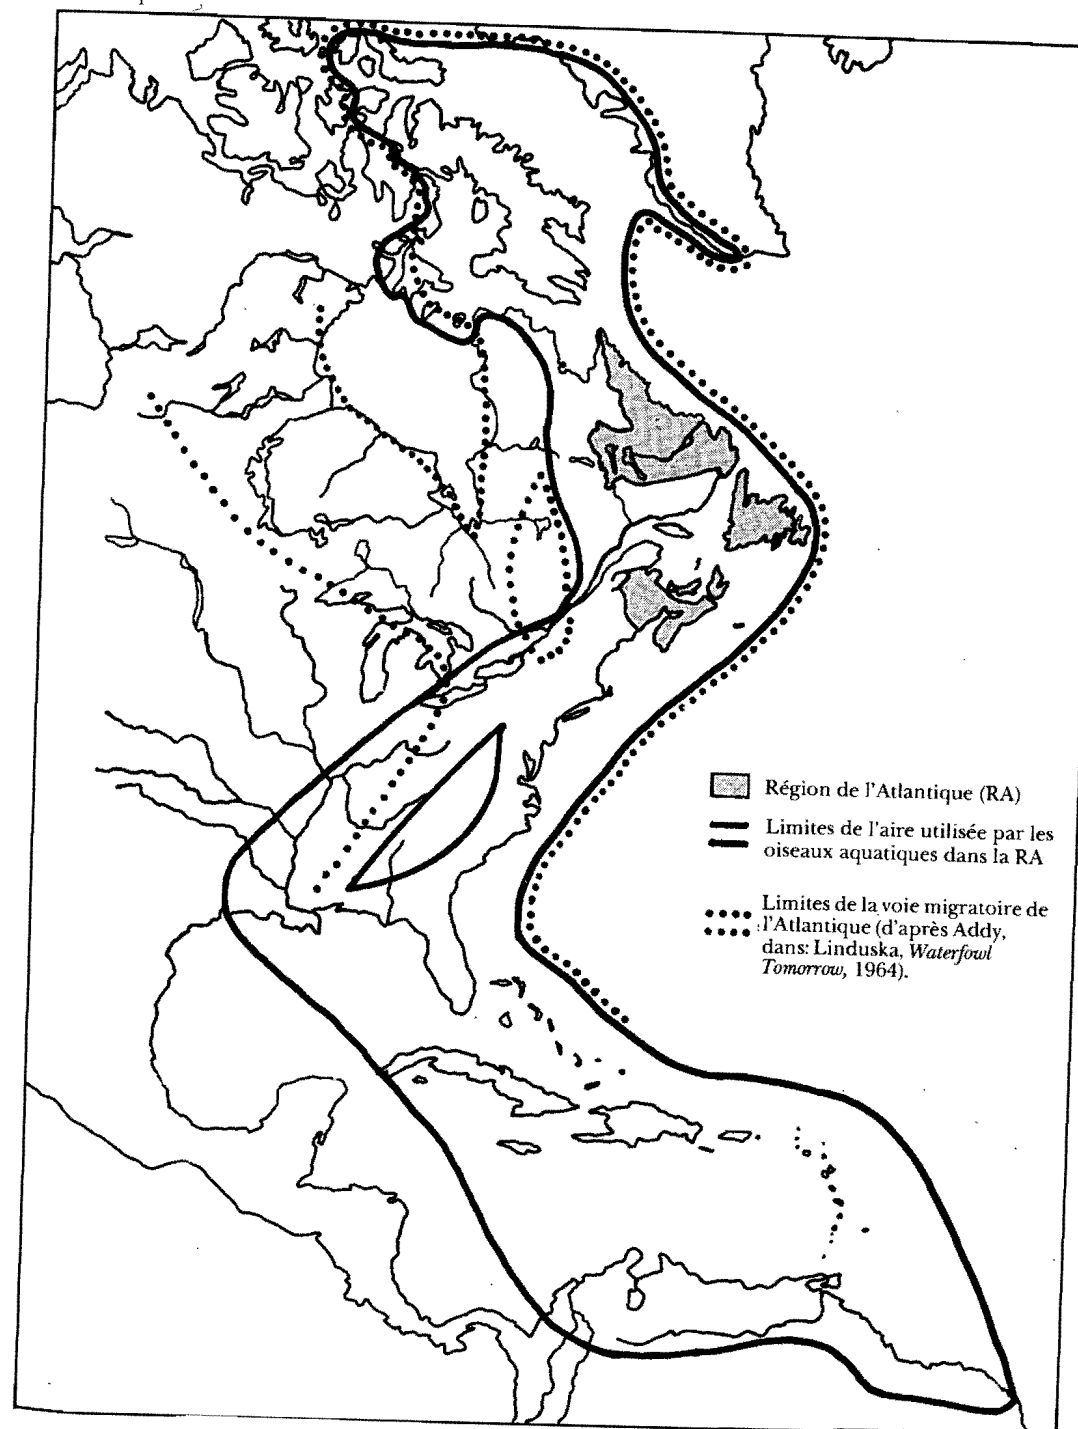 Région de l'Atlantique (RA)
Limites de l'aire utilisée par les
oiseaux aquatiques dans la RA
Limites de la voie migratoire de
l'Atlantique (d'après Addy,
dans: Linduska, Waterfowl
Tomorrow, 1964).